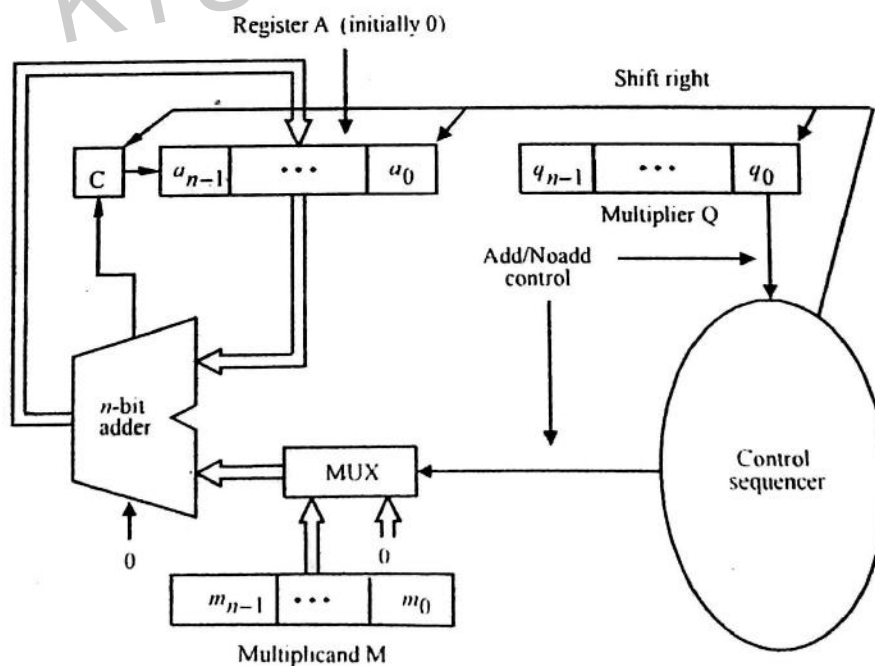 KTU
Register A (initially 0)
Shift right
C
a_{n-1} ... a_0
q_{n-1} ... q_0
Multiplier Q
Add/Noadd
control
n-bit
adder
MUX
Control
sequencer
0
0
m_{n-1} ... m_0
Multiplicand M